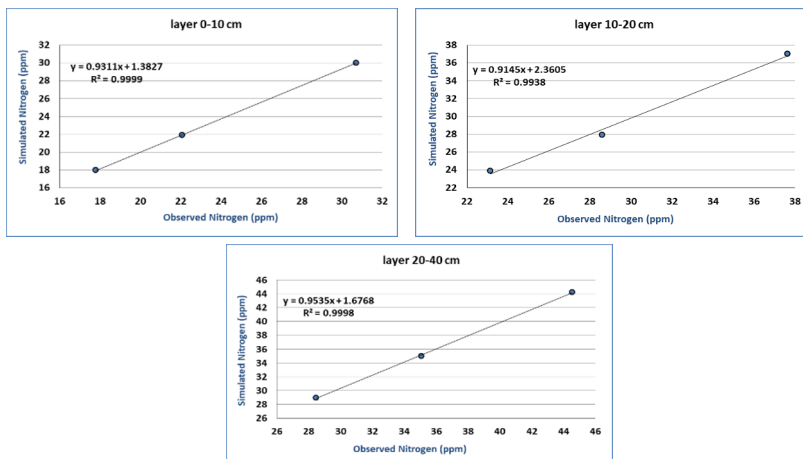 layer 0-10 cm
Simulated Nitrogen (ppm)
32
30
28
26
24
22
20
18
16
y = 0.9311x + 1.3827
R² = 0.9999
16 18 20 22 24 26 28 30 32
Observed Nitrogen (ppm)
layer 10-20 cm
Simulated Nitrogen (ppm)
38
36
34
32
30
28
26
24
22
y = 0.9145x + 2.3605
R² = 0.9938
22 24 26 28 30 32 34 36 38
Observed Nitrogen (ppm)
layer 20-40 cm
Simulated Nitrogen (ppm)
46
44
42
40
38
36
34
32
30
28
26
y = 0.9535x + 1.6768
R² = 0.9998
26 28 30 32 34 36 38 40 42 44 46
Observed Nitrogen (ppm)